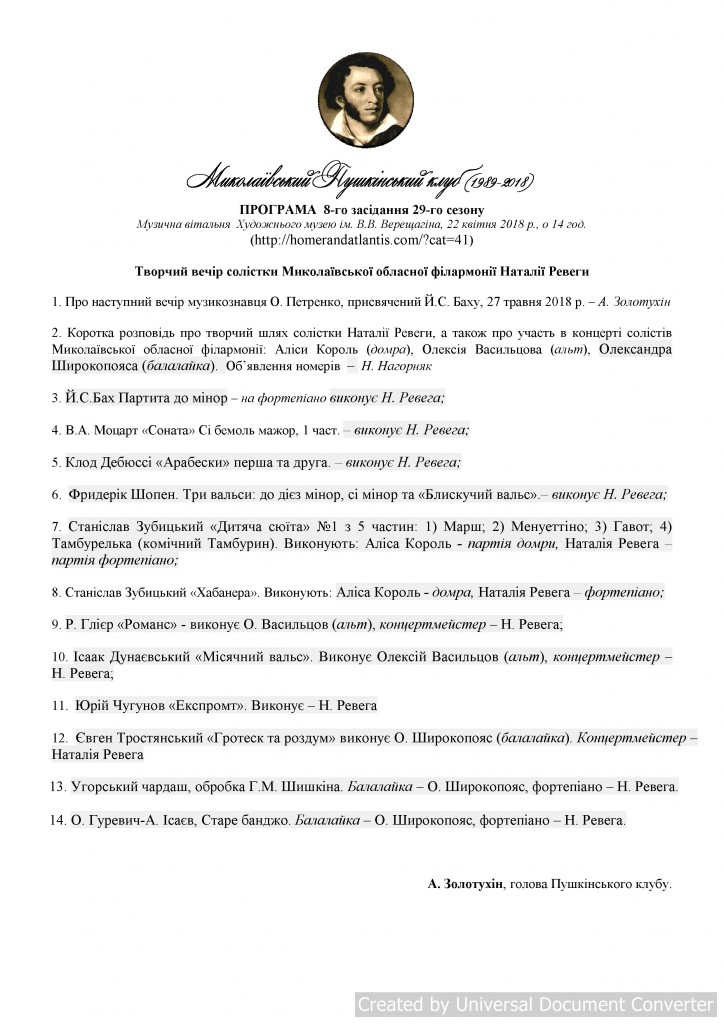 Миколаївський Пушкінський клуб (1989-2018)
ПРОГРАМА 8-го засідання 29-го сезону
Музична вітальня Художнього музею ім. В.В. Верещагіна, 22 квітня 2018 р., о 14 год.
(http://homerandatlantis.com/?cat=41)
Творчий вечір солістки Миколаївської обласної філармонії Наталії Ревеги
1. Про наступний вечір музикознавця О. Петренко, присвячений Й.С. Баху, 27 травня 2018 р. – А. Золотухін
2. Коротка розповідь про творчий шлях солістки Наталії Ревеги, а також про участь в концерті солістів
Миколаївської обласної філармонії: Аліси Король (домра), Олексія Васильцова (альт), Олександра
Широкопояса (балалайка). Об`явлення номерів – Н. Нагорняк
3. Й.С.Бах Партита до мінор – на фортепіано виконує Н. Ревега;
4. В.А. Моцарт «Соната» Сі бемоль мажор, 1 част. – виконує Н. Ревега;
5. Клод Дебюссі «Арабески» перша та друга. – виконує Н. Ревега;
6. Фридерік Шопен. Три вальси: до дієз мінор, сі мінор та «Блискучий вальс».– виконує Н. Ревега;
7. Станіслав Зубицький «Дитяча сюїта» №1 з 5 частин: 1) Марш; 2) Менуеттіно; 3) Гавот; 4)
Тамбурелька (комічний Тамбурин). Виконують: Аліса Король - партія домри, Наталія Ревега –
партія фортепіано;
8. Станіслав Зубицький «Хабанера». Виконують: Аліса Король - домра, Наталія Ревега – фортепіано;
9. Р. Глієр «Романс» - виконує О. Васильцов (альт), концертмейстер – Н. Ревега;
10. Ісаак Дунаєвський «Місячний вальс». Виконує Олексій Васильцов (альт), концертмейстер –
Н. Ревега;
11. Юрій Чугунов «Експромт». Виконує – Н. Ревега
12. Євген Тростянський «Гротеск та роздум» виконує О. Широкопояс (балалайка). Концертмейстер –
Наталія Ревега
13. Угорський чардаш, обробка Г.М. Шишкіна. Балалайка – О. Широкопояс, фортепіано – Н. Ревега.
14. О. Гуревич-А. Ісаєв, Старе банджо. Балалайка – О. Широкопояс, фортепіано – Н. Ревега.
А. Золотухін, голова Пушкінського клубу.
Created by Universal Document Converter